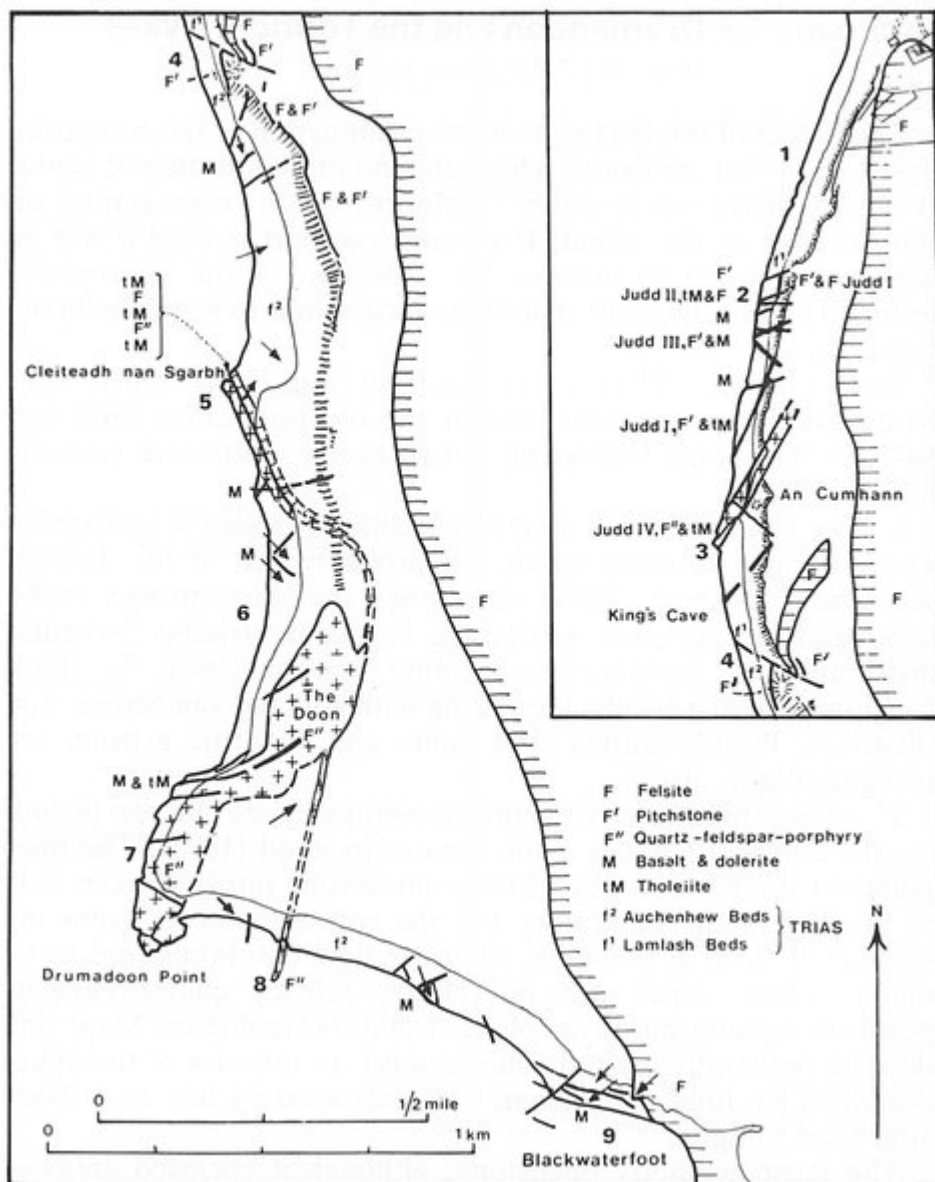 4
F'
f²
F'
F
F & F'
F & F'
M
tM
F
tM
F"
tM
f²
Cleiteadh nan Sgarbh
5
M
M
6
The
Doon
F"
M & tM
7
F"
f²
Drumadoon Point
8
F"
M
M
F
9
Blackwaterfoot
F
0
1/2 mile
0
1 km
F
1
f¹
F'
F' & F Judd I
Judd II, tM & F
2
M
Judd III, F' & M
M
Judd I, F' & tM
An Cumhann
Judd IV, F" & tM
3
F
King's Cave
f¹
4
F'
F'
F Felsite
F' Pitchstone
F" Quartz-feldspar-porphyry
M Basalt & dolerite
tM Tholeiite
f² Auchenhew Beds
f¹ Lamlash Beds
TRIAS
N